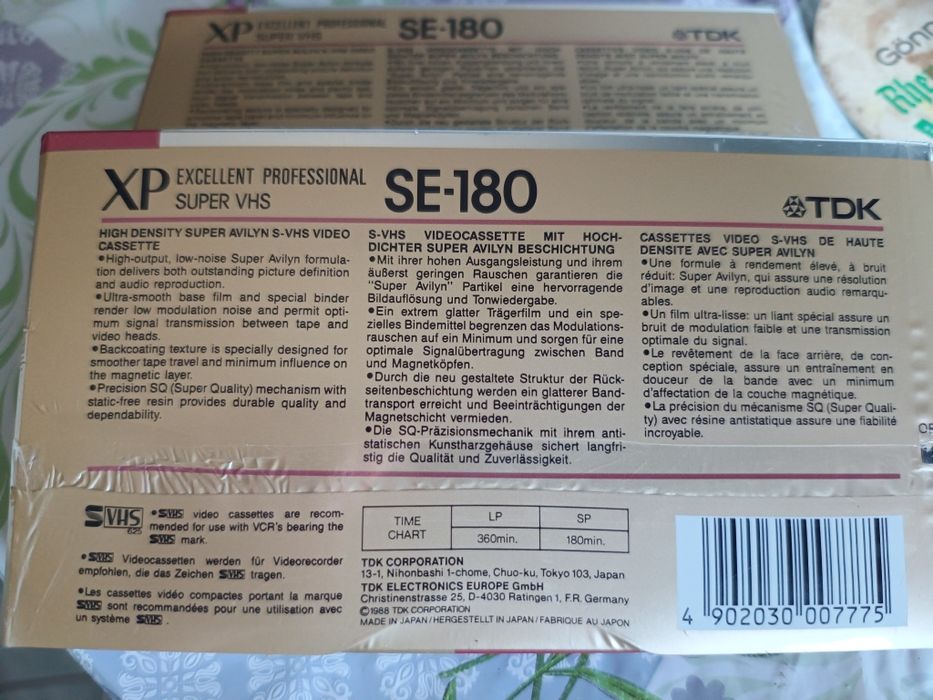 XP EXCELLENT PROFESSIONAL
SUPER VHS
SE-180
TDK
Gönn
XP EXCELLENT PROFESSIONAL
SUPER VHS
SE-180
TDK
HIGH DENSITY SUPER AVILYN S-VHS VIDEO
CASSETTE
●High-output, low-noise Super Avilyn formula-
tion delivers both outstanding picture definition
and audio reproduction.
●Ultra-smooth base film and special binder
render low modulation noise and permit opti-
mum signal transmission between tape and
video heads.
●Backcoating texture is specially designed for
smoother tape travel and minimum influence on
the magnetic layer.
●Precision SQ (Super Quality) mechanism with
static-free resin provides durable quality and
dependability.
S-VHS VIDEOCASSETTE MIT HOCH-
DICHTER SUPER AVILYN BESCHICHTUNG
●Mit ihrer hohen Ausgangsleistung und ihrem
äußerst geringen Rauschen garantieren die
"Super Avilyn" Partikel eine hervorragende
Bildauflösung und Tonwiedergabe.
●Ein extrem glatter Trägerfilm und ein spe-
zielles Bindemittel begrenzen das Modulations-
rauschen auf ein Minimum und sorgen für eine
optimale Signalübertragung zwischen Band
und Magnetköpfen.
●Durch die neu gestaltete Struktur der Rück-
seitenbeschichtung werden ein glatterer Band-
transport erreicht und Beeinträchtigungen der
Magnetschicht vermieden.
●Die SQ-Präzisionsmechanik mit ihrem anti-
statischen Kunstharzgehäuse sichert langfri-
stig die Qualität und Zuverlässigkeit.
CASSETTES VIDEO S-VHS DE HAUTE
DENSITE AVEC SUPER AVILYN
●Une formule à rendement élevé, à bruit
réduit: Super Avilyn, qui assure une résolution
d'image et une reproduction audio remarqu-
ables.
●Un film ultra-lisse: un liant spécial assure un
bruit de modulation faible et une transmission
optimale du signal.
●Le revêtement de la face arrière, de con-
ception spéciale, assure un entraînement en
douceur de la bande avec un minimum
d'affectation de la couche magnétique.
●La précision du mécanisme SQ (Super Quali-
ty) avec résine antistatique assure une fiabilité
incroyable.
SVHS 625
●SVHS video cassettes are recom-
mended for use with VCR's bearing the
SVHS mark.
●SVHS Videocassetten werden für Videorecorder
empfohlen, die das Zeichen SVHS tragen.
●Les cassettes vidéo compactes portant la marque
SVHS sont recommandées pour une utilisation avec
un système SVHS.
TIME CHART LP SP
360min. 180min.
TDK CORPORATION
13-1, Nihonbashi 1-chome, Chuo-ku, Tokyo 103, Japan
TDK ELECTRONICS EUROPE GmbH
Christinenstrasse 25, D-4030 Ratingen 1, F.R. Germany
©1988 TDK CORPORATION
MADE IN JAPAN/HERGESTELLT IN JAPAN/FABRIQUE AU JAPON
4 902030 007775